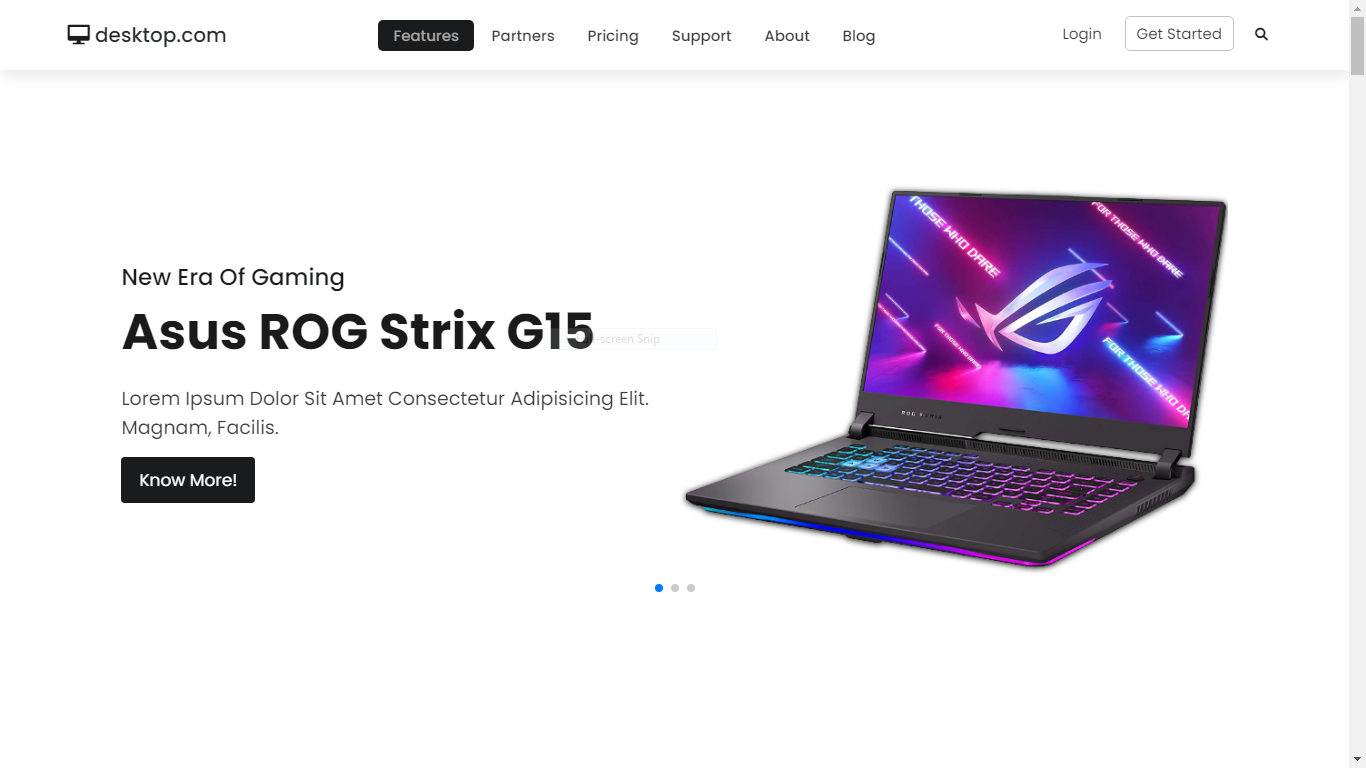 desktop.com
Features
Partners
Pricing
Support
About
Blog
Login
Get Started
New Era Of Gaming
Asus ROG Strix G15
-screen Snip
Lorem Ipsum Dolor Sit Amet Consectetur Adipisicing Elit.
Magnam, Facilis.
Know More!
THOSE WHO DARE
FOR THOSE WHO DARE
FOR THOSE WHO DARE
FOR THOSE WHO DA
ROG STRIX